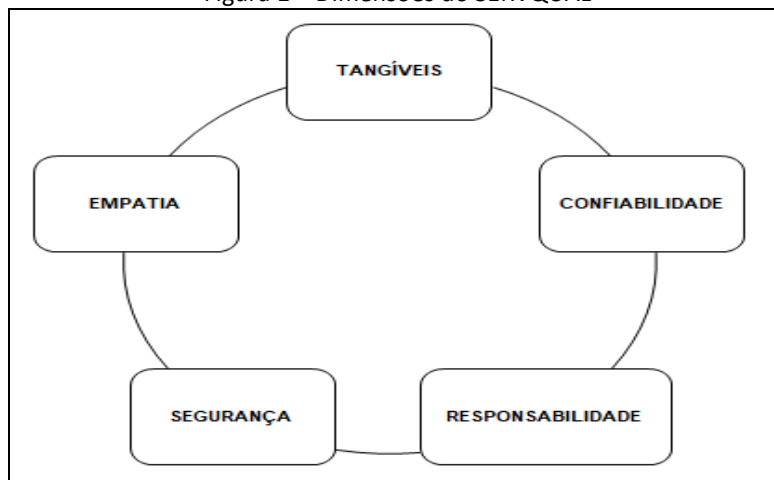 TANGÍVEIS
EMPATIA
CONFIABILIDADE
SEGURANÇA
RESPONSABILIDADE